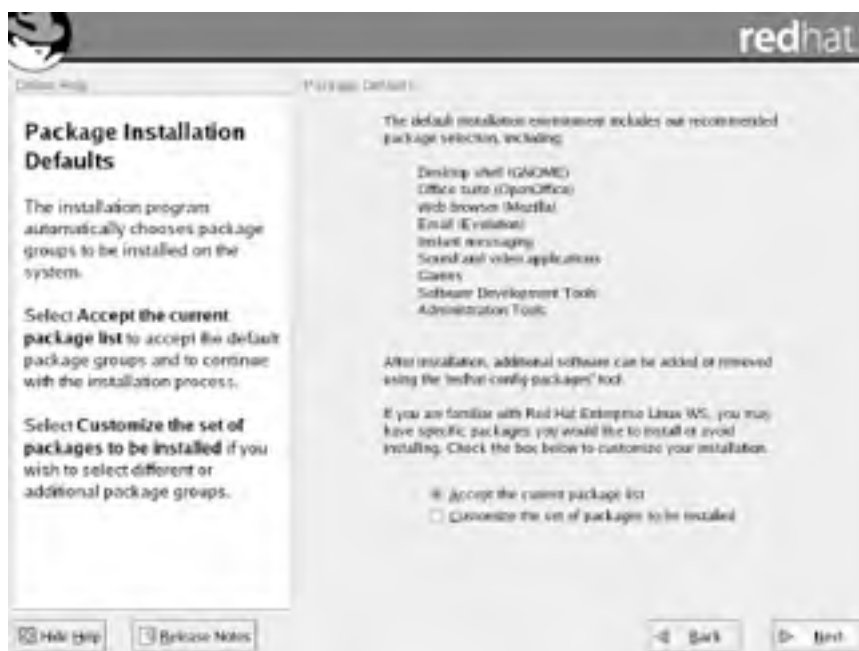 redhat
Online Help
Package Defaults
Package Installation
Defaults
The installation program
automatically chooses package
groups to be installed on the
system.
Select Accept the current
package list to accept the default
package groups and to continue
with the installation process.
Select Customize the set of
packages to be installed if you
wish to select different or
additional package groups.
The default installation environment includes our recommended
package selection, including:
Desktop shell (GNOME)
Office suite (OpenOffice)
Web browser (Mozilla)
Email (Evolution)
Instant messaging
Sound and video applications
Games
Software Development Tools
Administration Tools
After installation, additional software can be added or removed
using the 'redhat-config-packages' tool.
If you are familiar with Red Hat Enterprise Linux WS, you may
have specific packages you would like to install or avoid
installing. Check the box below to customize your installation.
Accept the current package list
Customize the set of packages to be installed
Hide Help
Release Notes
Back
Next